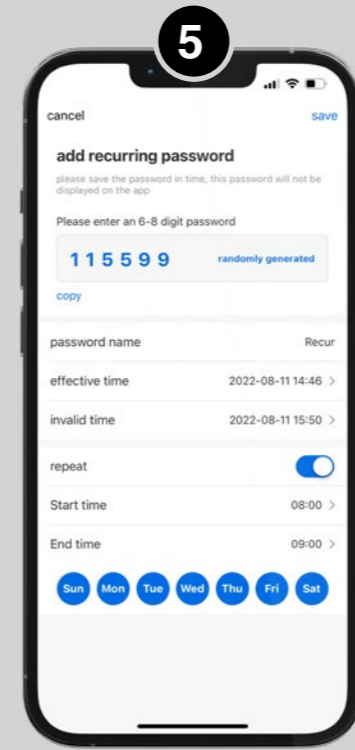 5
cancel save
add recurring password
please save the password in time, this password will not be
displayed on the app
Please enter an 6-8 digit password
115599 randomly generated
copy
password name Recur
effective time 2022-08-11 14:46 >
invalid time 2022-08-11 15:50 >
repeat
Start time 08:00 >
End time 09:00 >
Sun Mon Tue Wed Thu Fri Sat